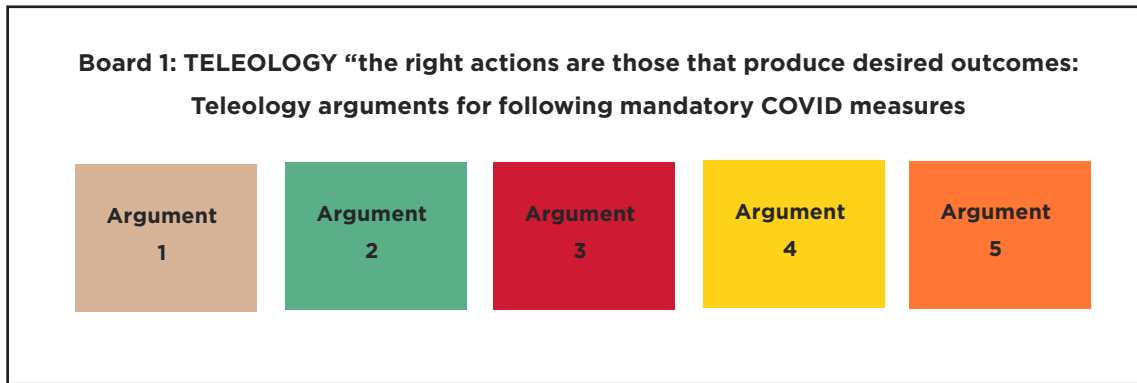 Board 1: TELEOLOGY “the right actions are those that produce desired outcomes:
Teleology arguments for following mandatory COVID measures
Argument
1
Argument
2
Argument
3
Argument
4
Argument
5